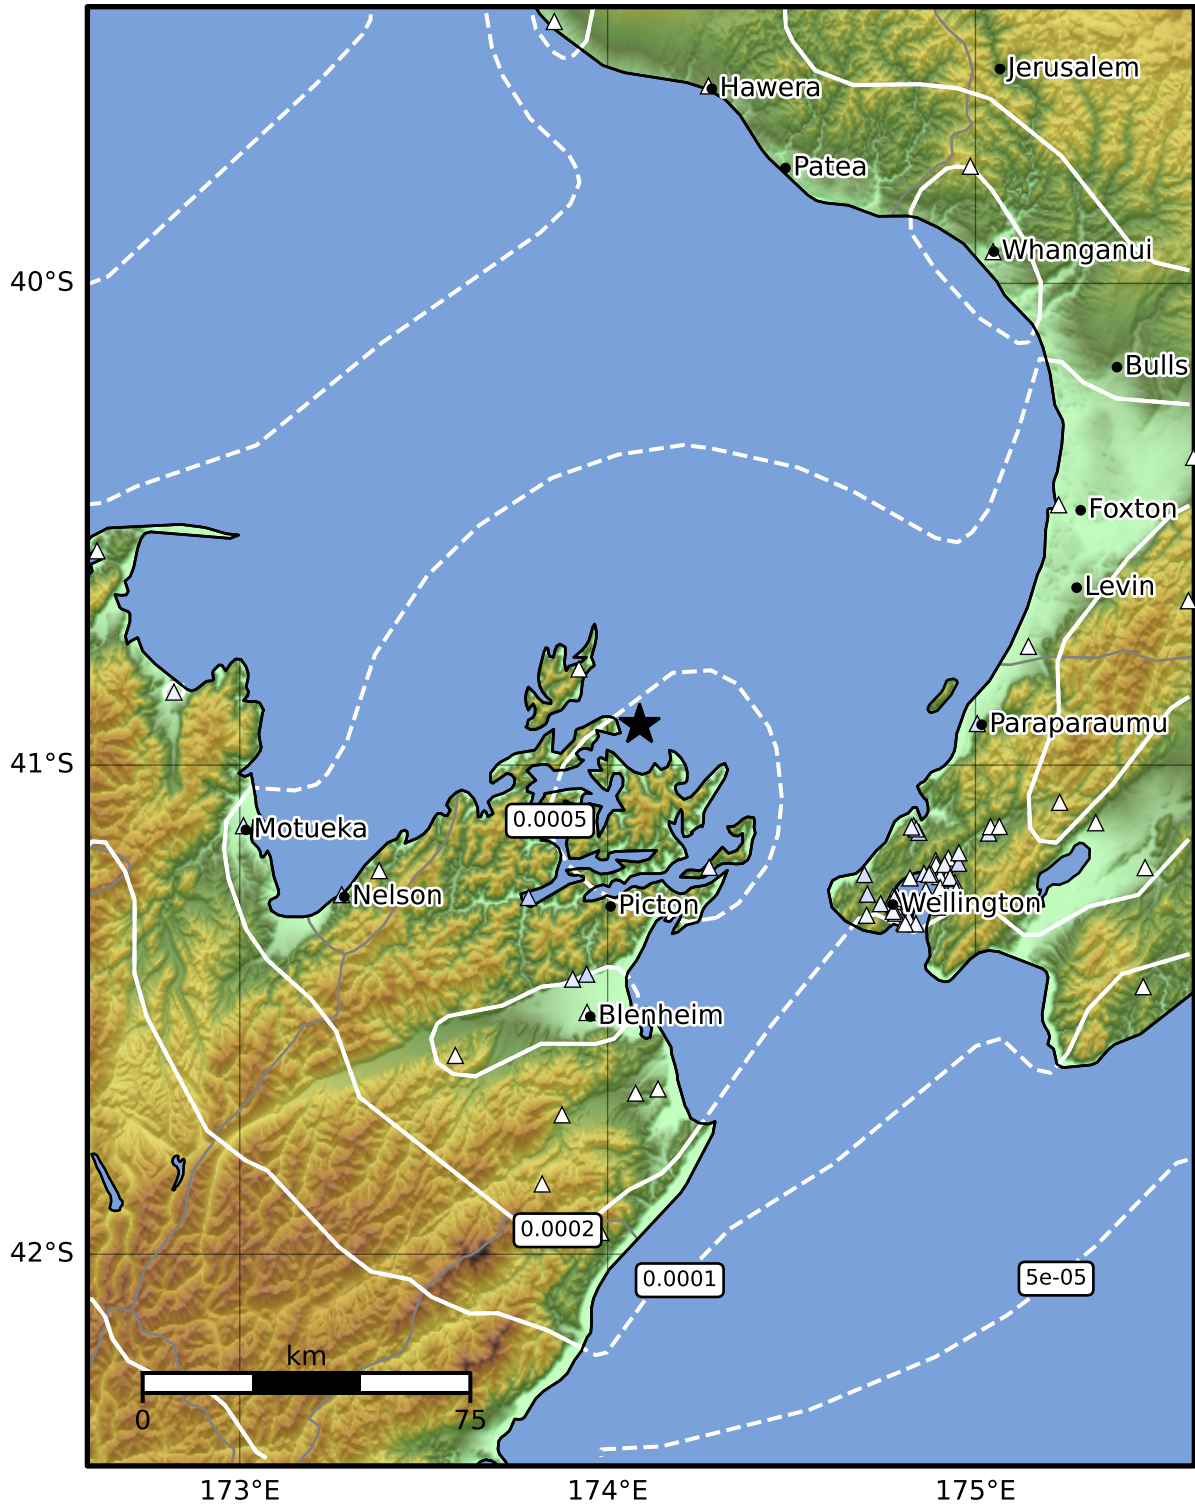 Jerusalem
Hawera
Patea
Whanganui
40°S
Bulls
Foxton
Levin
Paraparaumu
41°S
0.0005
Motueka
Nelson
Picton
Wellington
Blenheim
0.0002
42°S
0.0001
5e-05
km
0
75
173°E
174°E
175°E